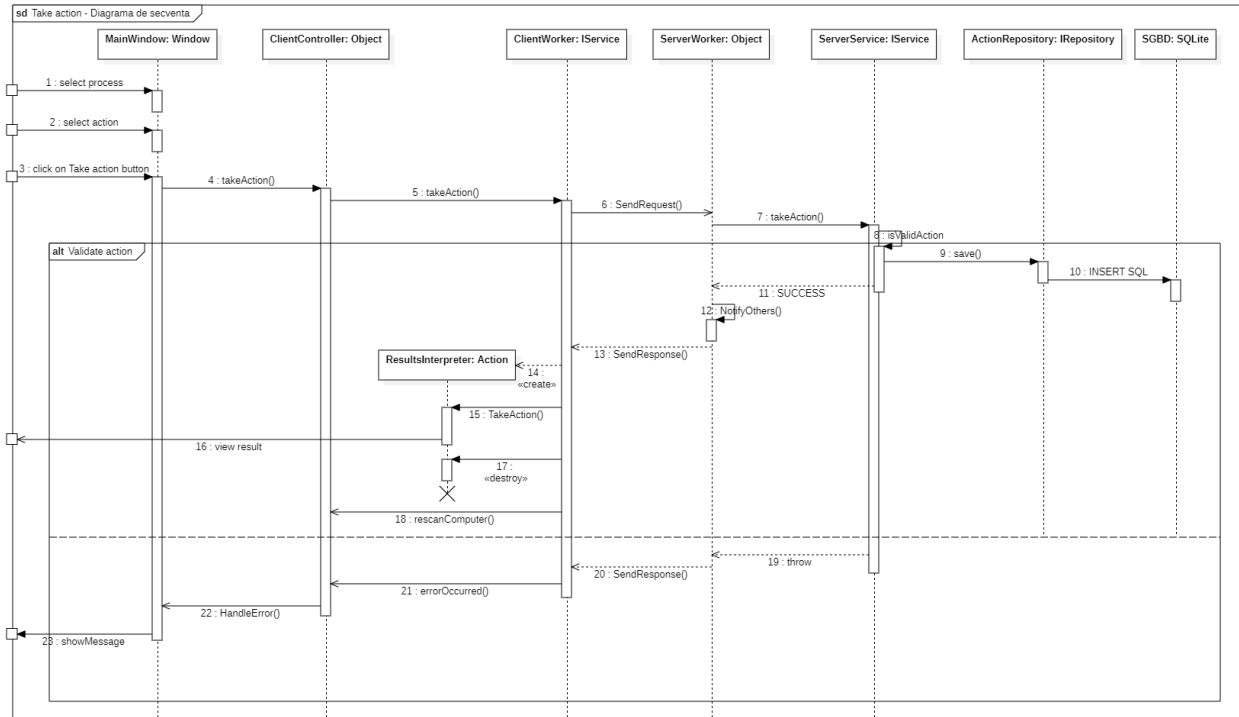 sd Take action - Diagrama de secventa
MainWindow: Window
ClientController: Object
ClientWorker: IService
ServerWorker: Object
ServerService: IService
ActionRepository: IRepository
SGBD: SQLite
1 : select process
2 : select action
3 : click on Take action button
4 : takeAction()
5 : takeAction()
6 : SendRequest()
7 : takeAction()
8 : isValidAction
alt Validate action
9 : save()
10 : INSERT SQL
11 : SUCCESS
12 : NotifyOthers()
13 : SendResponse()
ResultsInterpreter: Action
14 :
«create»
15 : TakeAction()
16 : view result
17 :
«destroy»
18 : rescanComputer()
19 : throw
20 : SendResponse()
21 : errorOccurred()
22 : HandleError()
23 : showMessage